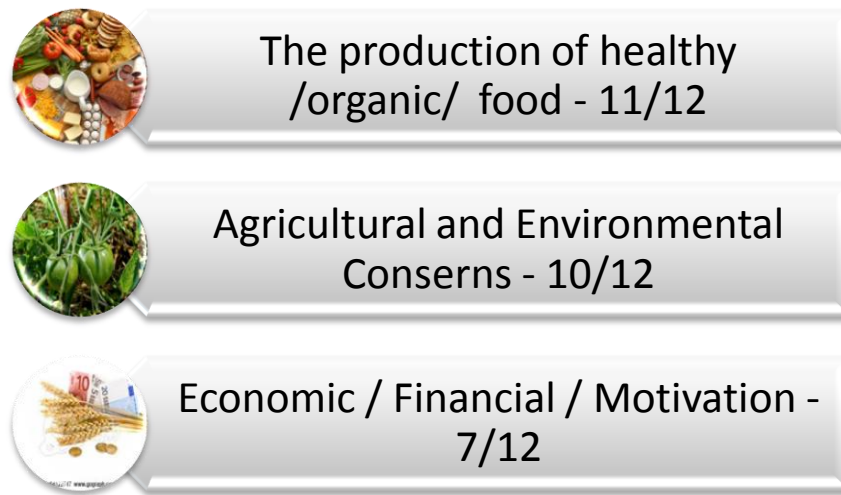 The production of healthy
/organic/ food - 11/12
Agricultural and Environmental
Conserns - 10/12
Economic / Financial / Motivation -
7/12
10